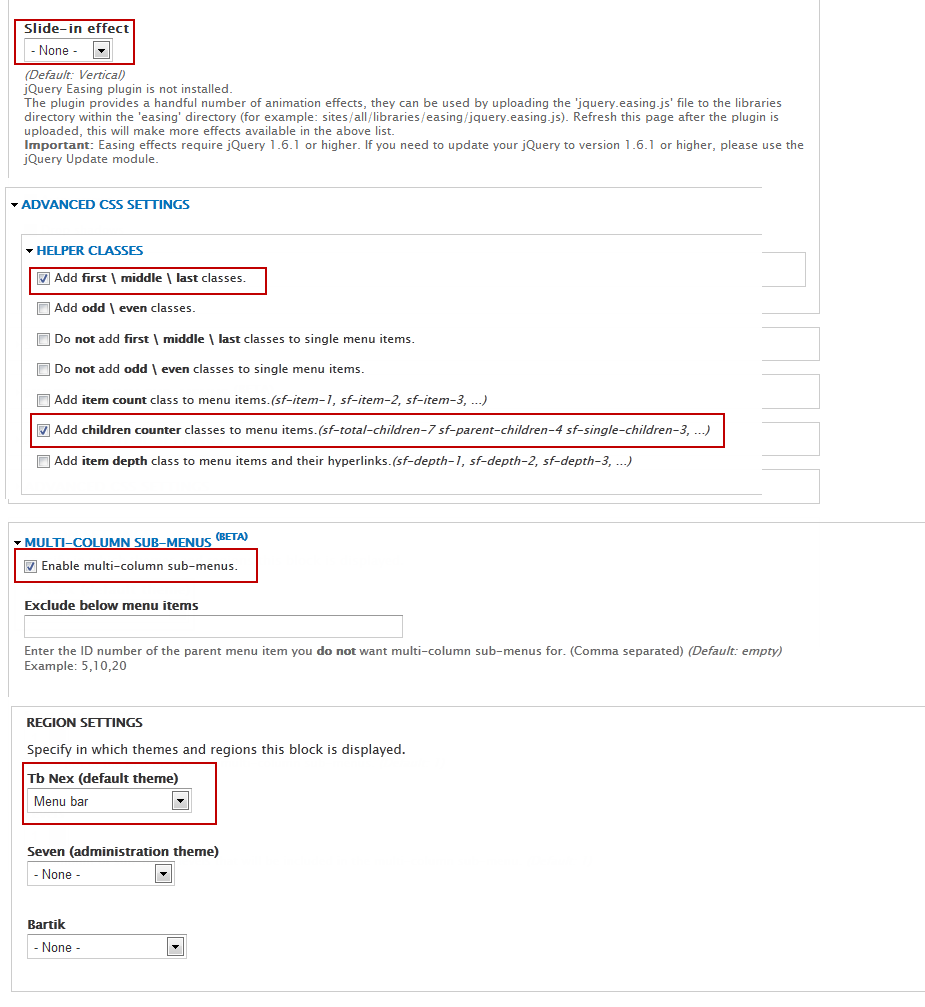 Slide-in effect
- None -
(Default: Vertical)
jQuery Easing plugin is not installed.
The plugin provides a handful number of animation effects, they can be used by uploading the 'jquery.easing.js' file to the libraries
directory within the 'easing' directory (for example: sites/all/libraries/easing/jquery.easing.js). Refresh this page after the plugin is
uploaded, this will make more effects available in the above list.
Important: Easing effects require jQuery 1.6.1 or higher. If you need to update your jQuery to version 1.6.1 or higher, please use the
jQuery Update module.
ADVANCED CSS SETTINGS
HELPER CLASSES
Add first \ middle \ last classes.
Add odd \ even classes.
Do not add first \ middle \ last classes to single menu items.
Do not add odd \ even classes to single menu items.
Add item count class to menu items.(sf-item-1, sf-item-2, sf-item-3, ...)
Add children counter classes to menu items.(sf-total-children-7 sf-parent-children-4 sf-single-children-3, ...)
Add item depth class to menu items and their hyperlinks.(sf-depth-1, sf-depth-2, sf-depth-3, ...)
MULTI-COLUMN SUB-MENUS (BETA)
Enable multi-column sub-menus.
Exclude below menu items
Enter the ID number of the parent menu item you do not want multi-column sub-menus for. (Comma separated) (Default: empty)
Example: 5,10,20
REGION SETTINGS
Specify in which themes and regions this block is displayed.
Tb Nex (default theme)
Menu bar
Seven (administration theme)
- None -
Bartik
- None -